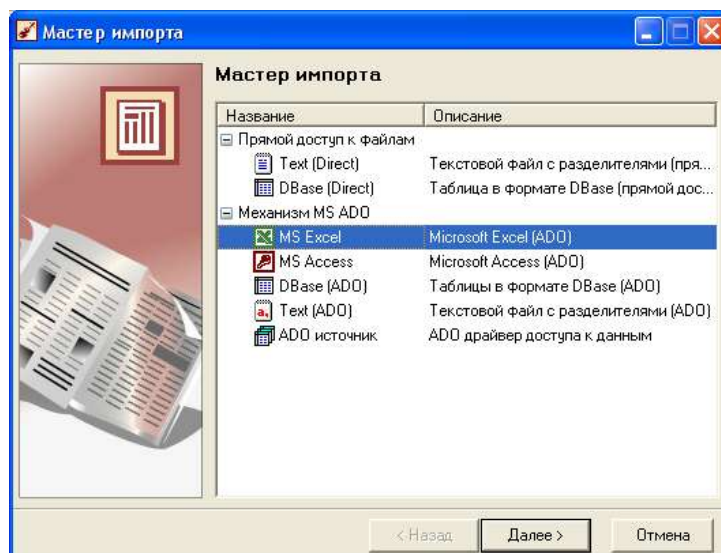 Мастер импорта
Мастер импорта
Название Описание
Прямой доступ к файлам
Text (Direct) Текстовой файл с разделителями (пря...
DBase (Direct) Таблица в формате DBase (прямой дос...
Механизм MS ADO
MS Excel Microsoft Excel (ADO)
MS Access Microsoft Access (ADO)
DBase (ADO) Таблицы в формате DBase (ADO)
a, Text (ADO) Текстовой файл с разделителями (ADO)
ADO источник ADO драйвер доступа к данным
< Назад Далее > Отмена